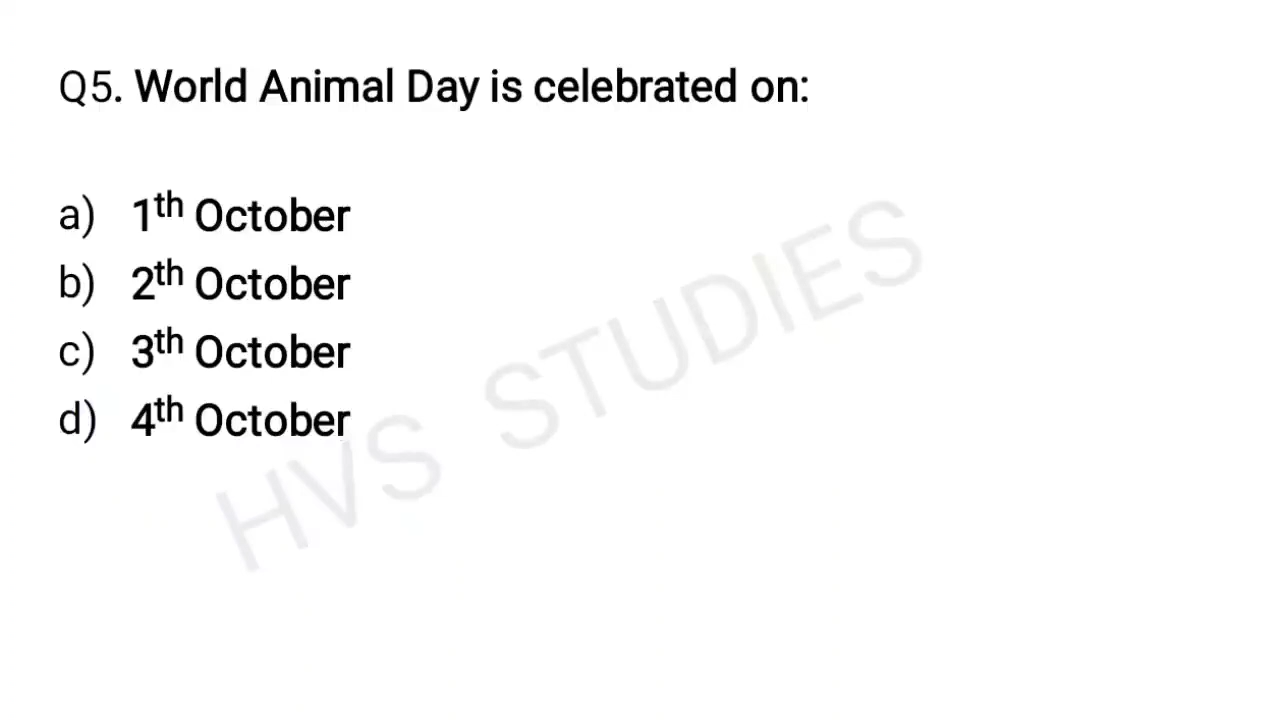 Q5. World Animal Day is celebrated on:
a) 1th October
b) 2th October
c) 3th October
d) 4th October
HVS STUDIES